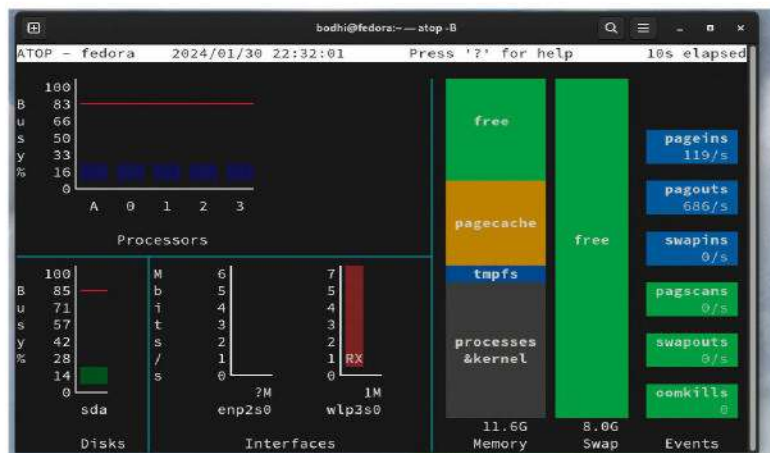 bodhi@fedora:~ — atop -B
ATOP - fedora 2024/01/30 22:32:01 Press '?' for help 10s elapsed
Busy%
100
83
66
50
33
16
0
A 0 1 2 3
Processors
Busy%
100
85
71
57
42
28
14
0
sda
Disks
Mbits/s
6
5
4
3
2
1
0
?M
enp2s0
7
6
5
4
3
2
1
0
RX
1M
wlp3s0
Interfaces
free
pagecache
tmpfs
processes
&kernel
11.6G
Memory
free
8.0G
Swap
pageins
119/s
pagouts
686/s
swapins
0/s
pagscans
0/s
swapouts
0/s
oomkills
0
Events